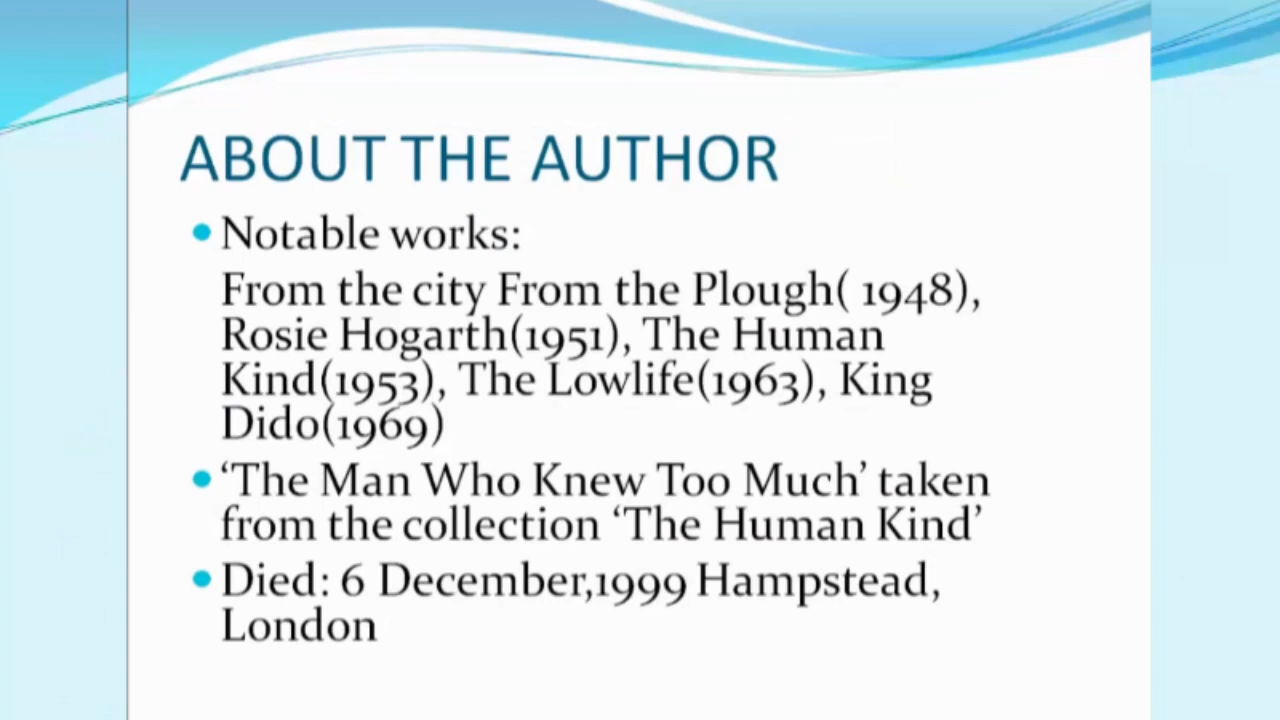 ABOUT THE AUTHOR
• Notable works:
From the city From the Plough( 1948),
Rosie Hogarth(1951), The Human
Kind(1953), The Lowlife(1963), King
Dido(1969)
• ‘The Man Who Knew Too Much’ taken
from the collection ‘The Human Kind’
• Died: 6 December,1999 Hampstead,
London